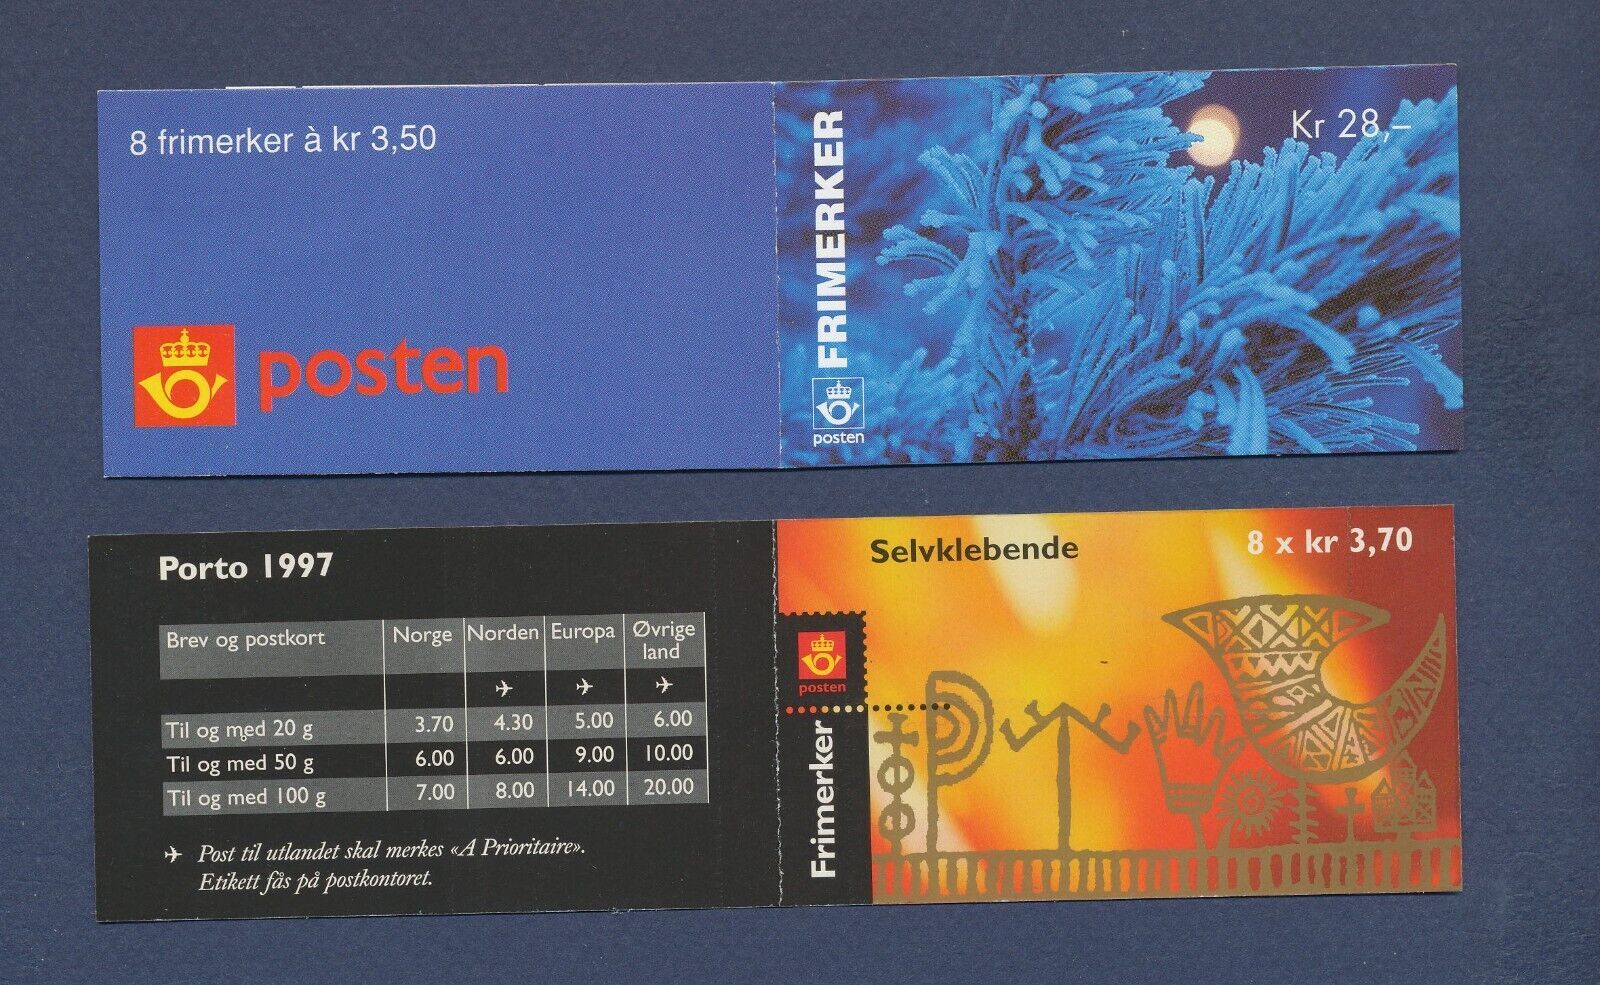 8 frimerker à kr 3,50
posten
FRIMERKER
posten
Kr 28,–
Porto 1997
Brev og postkort Norge Norden Europa Øvrige land
Til og med 20 g 3.70 4.30 5.00 6.00
Til og med 50 g 6.00 6.00 9.00 10.00
Til og med 100 g 7.00 8.00 14.00 20.00
Post til utlandet skal merkes «A Prioritaire».
Etikett fås på postkontoret.
Selvklebende
8 x kr 3,70
posten
Frimerker